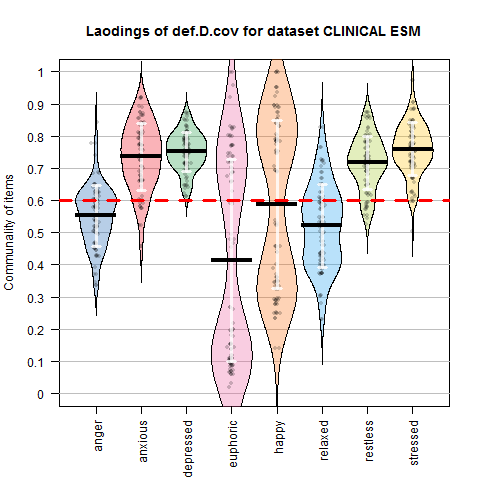 Laodings of def.D.cov for dataset CLINICAL ESM
Communality of items
1
0.9
0.8
0.7
0.6
0.5
0.4
0.3
0.2
0.1
0
anger
anxious
depressed
euphoric
happy
relaxed
restless
stressed